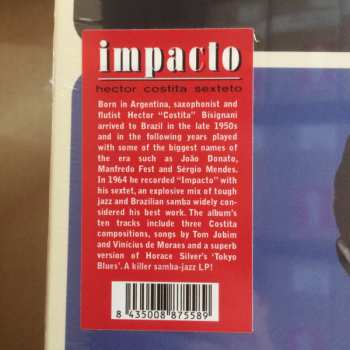 impacto
hector costita sexteto
Born in Argentina, saxophonist and
flutist Hector "Costita" Bisignani
arrived to Brazil in the late 1950s
and in the following years played
with some of the biggest names of
the era such as João Donato,
Manfredo Fest and Sérgio Mendes.
In 1964 he recorded "Impacto" with
his sextet, an explosive mix of tough
jazz and Brazilian samba widely con-
sidered his best work. The album's
ten tracks include three Costita
compositions, songs by Tom Jobim
and Vinícius de Moraes and a superb
version of Horace Silver's 'Tokyo
Blues'. A killer samba-jazz LP!
8 435008 875589